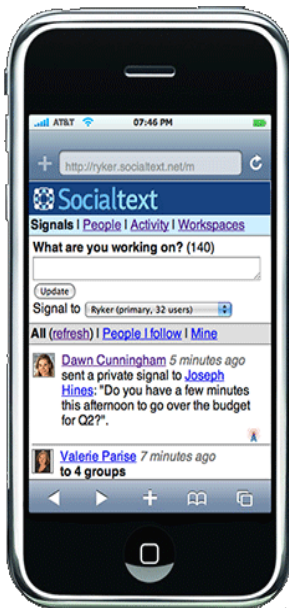 AT&T 07:46 PM
http://ryker.socialtext.net/m
Socialtext
Signals | People | Activity | Workspaces
What are you working on? (140)
Update
Signal to Ryker (primary, 32 users)
All (refresh) | People I follow | Mine
Dawn Cunningham 5 minutes ago
sent a private signal to Joseph
Hines: "Do you have a few minutes
this afternoon to go over the budget
for Q2?".
Valerie Parise 7 minutes ago
to 4 groups